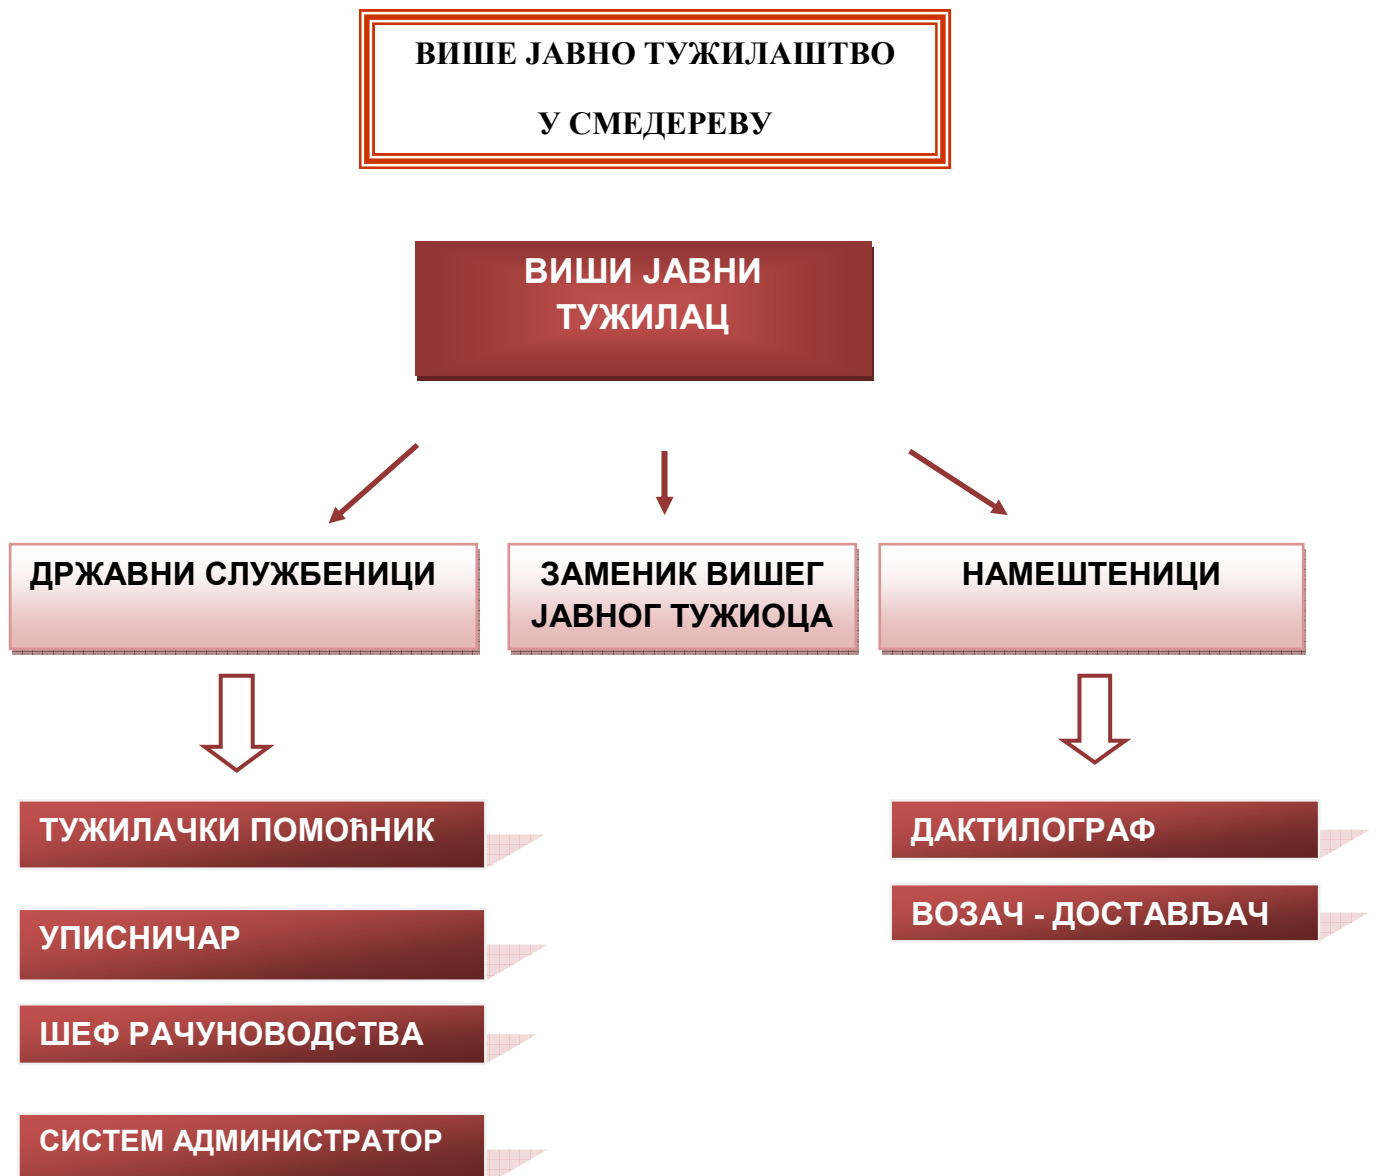 ВИШЕ ЈАВНО ТУЖИЛАШТВО
У СМЕДЕРЕВУ
ВИШИ ЈАВНИ
ТУЖИЛАЦ
ДРЖАВНИ СЛУЖБЕНИЦИ
ЗАМЕНИК ВИШЕГ
ЈАВНОГ ТУЖИОЦА
НАМЕШТЕНИЦИ
ТУЖИЛАЧКИ ПОМОћНИК
УПИСНИЧАР
ШЕФ РАЧУНОВОДСТВА
СИСТЕМ АДМИНИСТРАТОР
ДАКТИЛОГРАФ
ВОЗАЧ - ДОСТАВЉАЧ